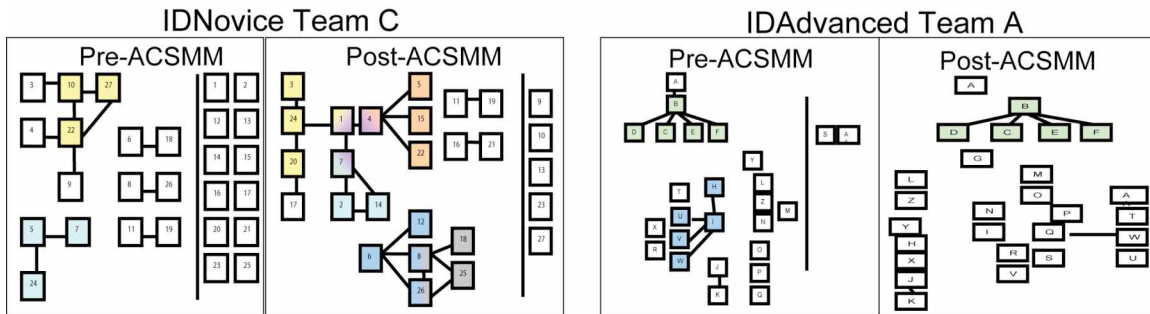 IDNovice Team C
IDAdvanced Team A
Pre-ACSMM
3 10 27
4 22
9
6 18
8 26
11 19
5 7
24
1 2
12 13
14 15
16 17
20 21
23 25
Post-ACSMM
3 5
24 1 4 15
20 7 22
17 2 14
12
6 8 18
25
26
11 19
16 21
9
10
13
23
27
Pre-ACSMM
A
B
D C E F
S A
Y
T H L
U I Z M
X V N
R W O
J P
K Q
Post-ACSMM
A
B
D C E F
G
L M
Z O A
N P T
Y I Q W
H R S U
X V
J
K